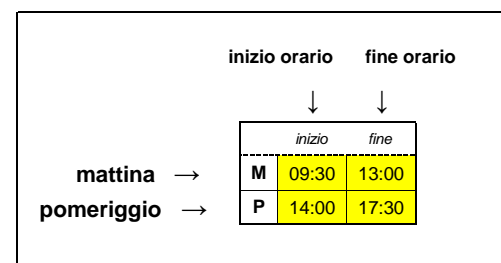 inizio orario fine orario
↓ ↓
inizio fine
mattina → M 09:30 13:00
pomeriggio → P 14:00 17:30